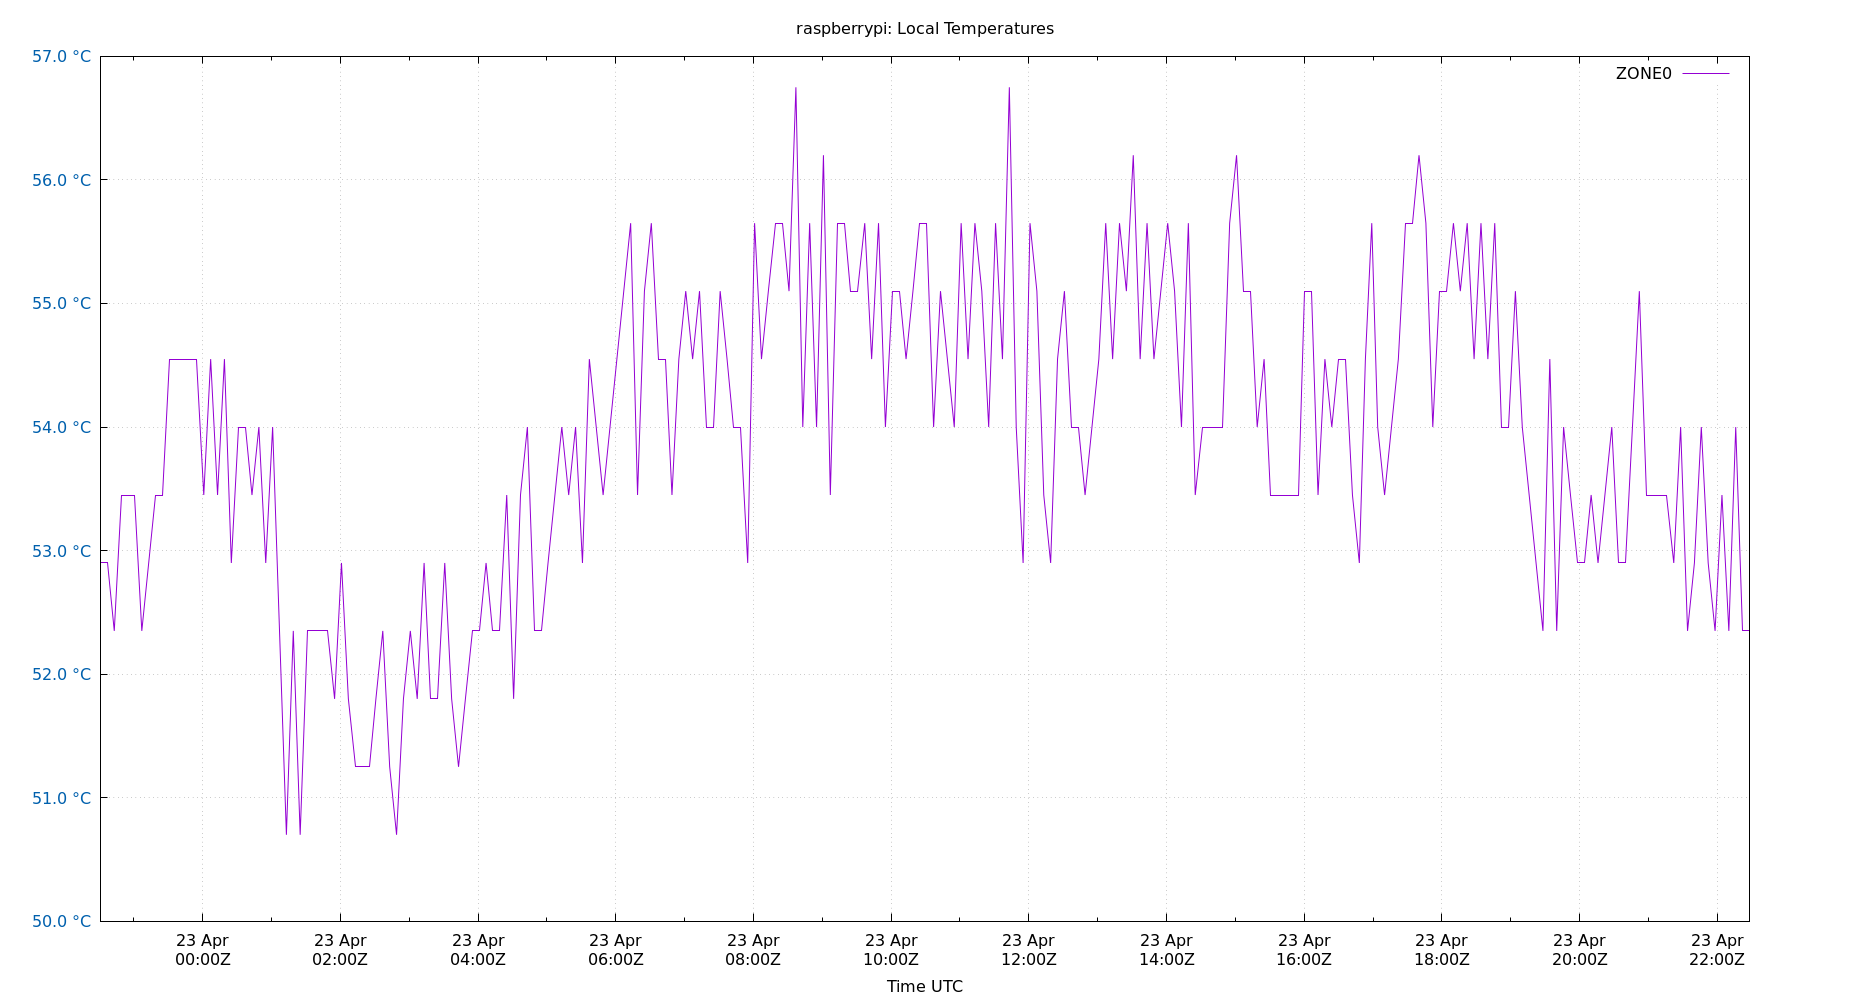 raspberrypi: Local Temperatures
57.0 °C
ZONE0
56.0 °C
55.0 °C
54.0 °C
53.0 °C
52.0 °C
51.0 °C
50.0 °C
23 Apr 23 Apr 23 Apr 23 Apr 23 Apr 23 Apr 23 Apr 23 Apr 23 Apr 23 Apr 23 Apr 23 Apr
00:00Z 02:00Z 04:00Z 06:00Z 08:00Z 10:00Z 12:00Z 14:00Z 16:00Z 18:00Z 20:00Z 22:00Z
Time UTC